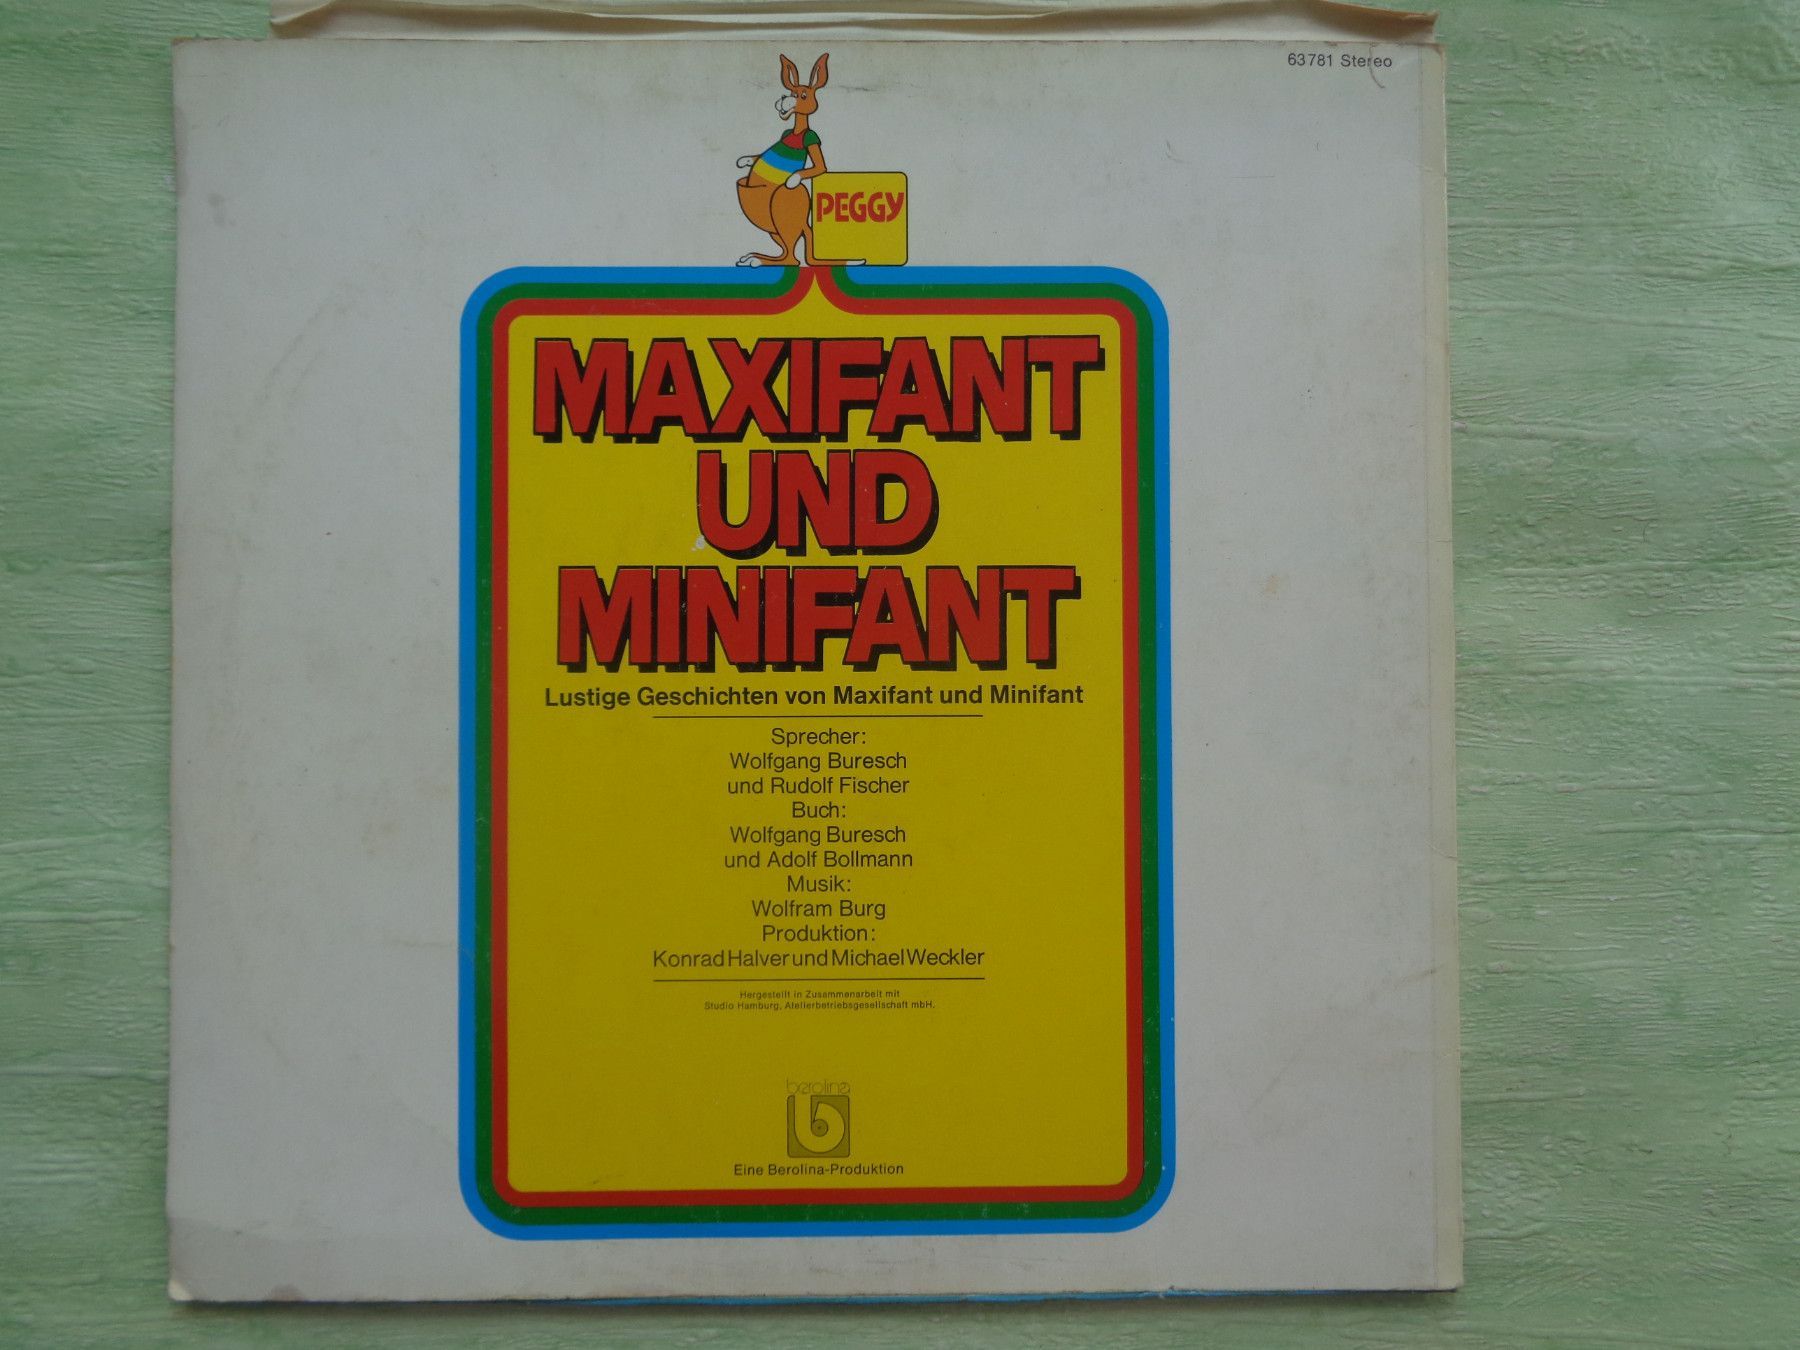 63781 Stereo
PEGGY
MAXIFANT
UND
MINIFANT
Lustige Geschichten von Maxifant und Minifant
Sprecher:
Wolfgang Buresch
und Rudolf Fischer
Buch:
Wolfgang Buresch
und Adolf Bollmann
Musik:
Wolfram Burg
Produktion:
Konrad Halver und Michael Weckler
Hergestellt in Zusammenarbeit mit
Studio Hamburg, Atelierbetriebsgesellschaft mbH.
berolina
b
Eine Berolina-Produktion